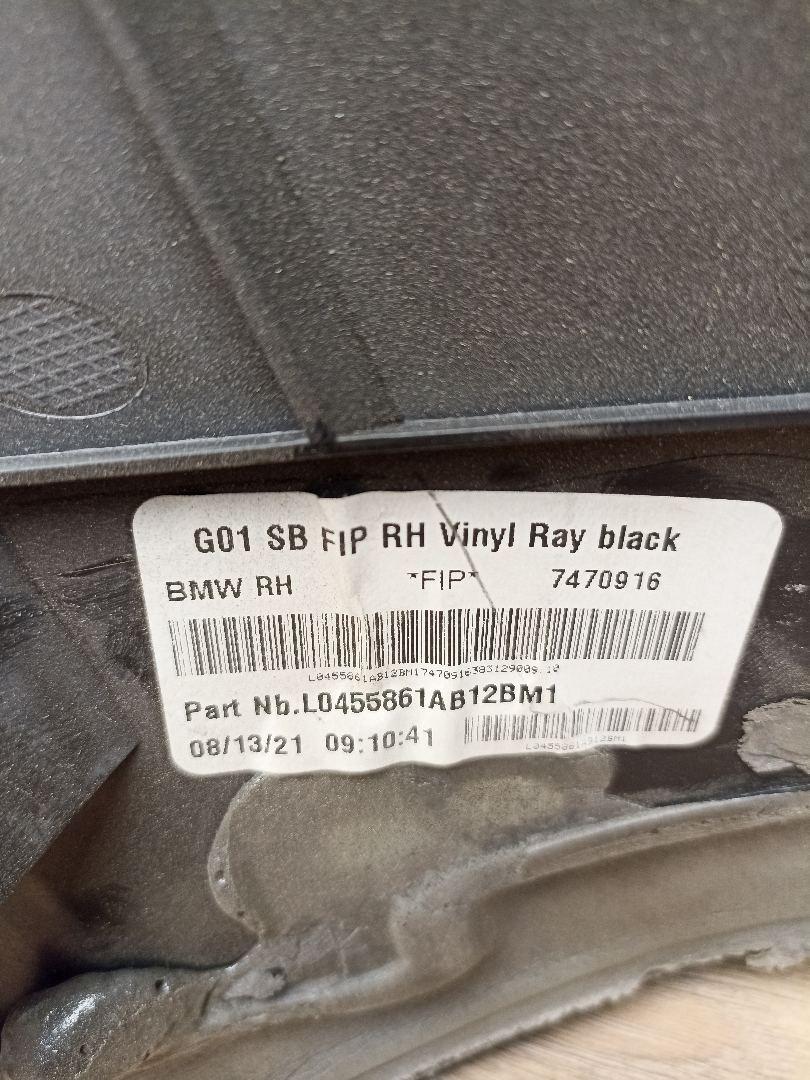 G01 SB FIP RH Vinyl Ray black
BMW RH *FIP* 7470916
Part Nb.L0455861AB12BM1
08/13/21 09:10:41
L0455861AB12BM1